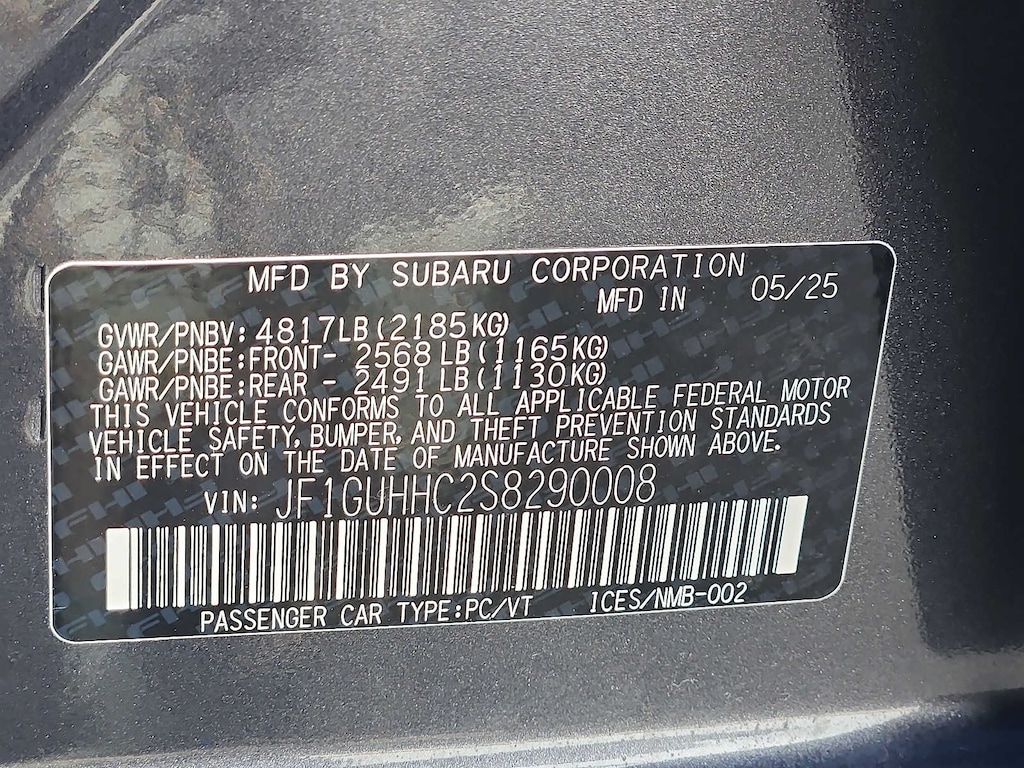 MFD BY SUBARU CORPORATION
MFD IN 05/25
GVWR/PNBV: 4817LB (2185KG)
GAWR/PNBE:FRONT- 2568 LB (1165KG)
GAWR/PNBE:REAR - 2491 LB (1130KG)
THIS VEHICLE CONFORMS TO ALL APPLICABLE FEDERAL MOTOR
VEHICLE SAFETY, BUMPER, AND THEFT PREVENTION STANDARDS
IN EFFECT ON THE DATE OF MANUFACTURE SHOWN ABOVE.
VIN: JF1GUHHC2S8290008
PASSENGER CAR TYPE:PC/VT ICES/NMB-002